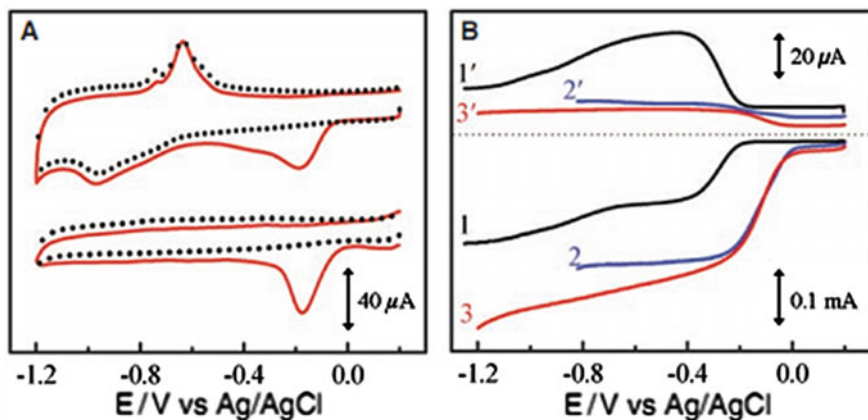 A
40 μA
-1.2 -0.8 -0.4 0.0
E/V vs Ag/AgCl
B
20 μA
1′
2′
3′
1
2
3
0.1 mA
-1.2 -0.8 -0.4 0.0
E/V vs Ag/AgCl